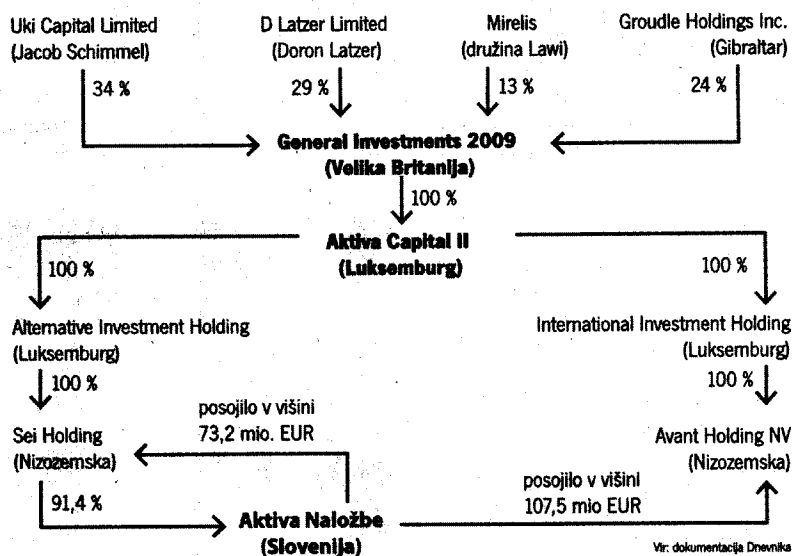 Uki Capital Limited
(Jacob Schimmel)
D Latzer Limited
(Doron Latzer)
Mirelis
(družina Lawi)
Groudle Holdings Inc.
(Gibraltar)
34 %
29 %
13 %
24 %
General Investments 2009
(Velika Britanija)
100 %
Aktiva Capital II
(Luksemburg)
100 %
100 %
Alternative Investment Holding
(Luksemburg)
International Investment Holding
(Luksemburg)
100 %
100 %
posojilo v višini
73,2 mio. EUR
Sei Holding
(Nizozemska)
Avant Holding NV
(Nizozemska)
91,4 %
posojilo v višini
107,5 mio EUR
Aktiva Naložbe
(Slovenija)
Vir: dokumentacija Dnevnika